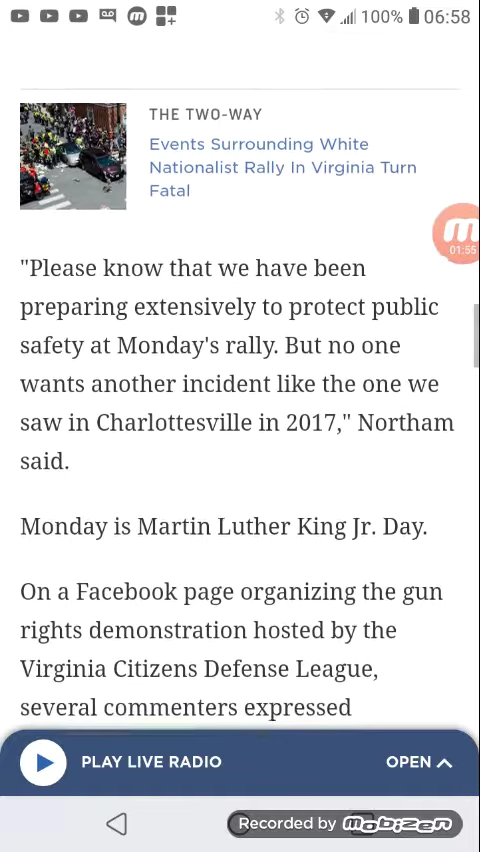 100% 06:58
THE TWO-WAY
Events Surrounding White
Nationalist Rally In Virginia Turn
Fatal
01:55
"Please know that we have been
preparing extensively to protect public
safety at Monday's rally. But no one
wants another incident like the one we
saw in Charlottesville in 2017," Northam
said.
Monday is Martin Luther King Jr. Day.
On a Facebook page organizing the gun
rights demonstration hosted by the
Virginia Citizens Defense League,
several commenters expressed
PLAY LIVE RADIO
OPEN
Recorded by mobizen